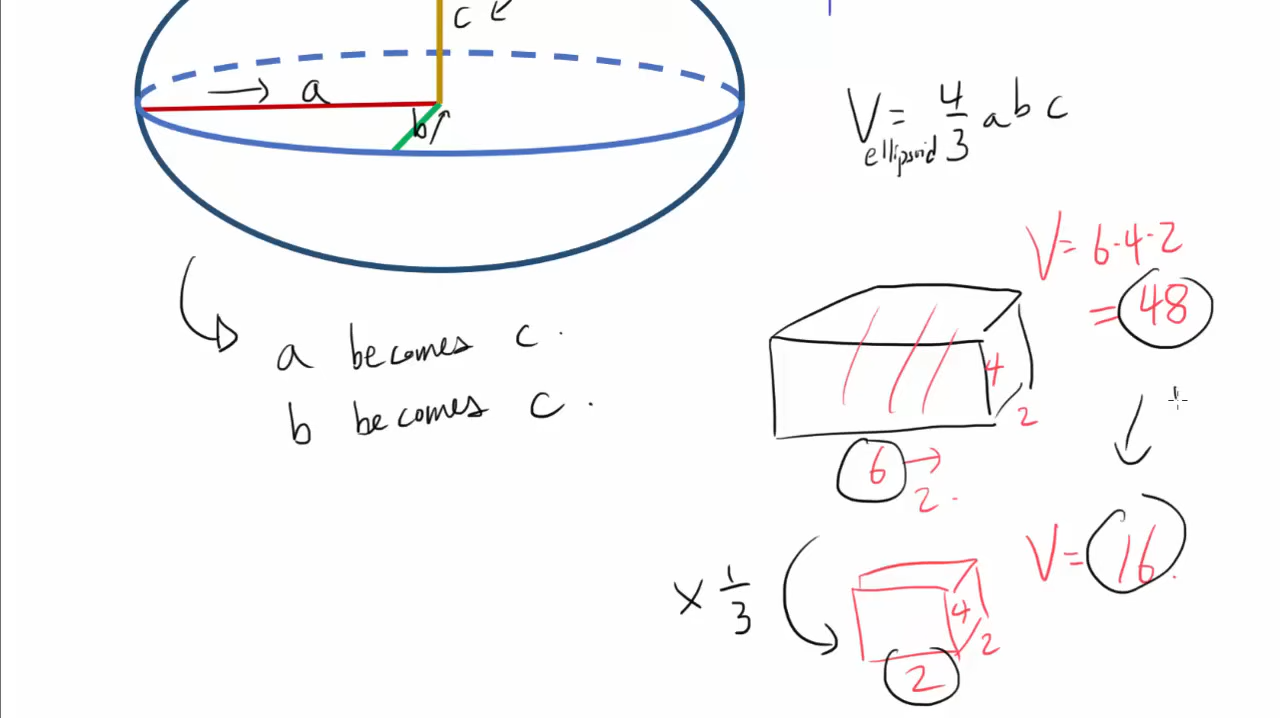 c
a
b
V = 4/3 a b c
ellipsoid
V = 6·4·2
= 48
a becomes c.
b becomes c.
4
2
6 →
2.
V = 16.
× 1/3
4
2
2